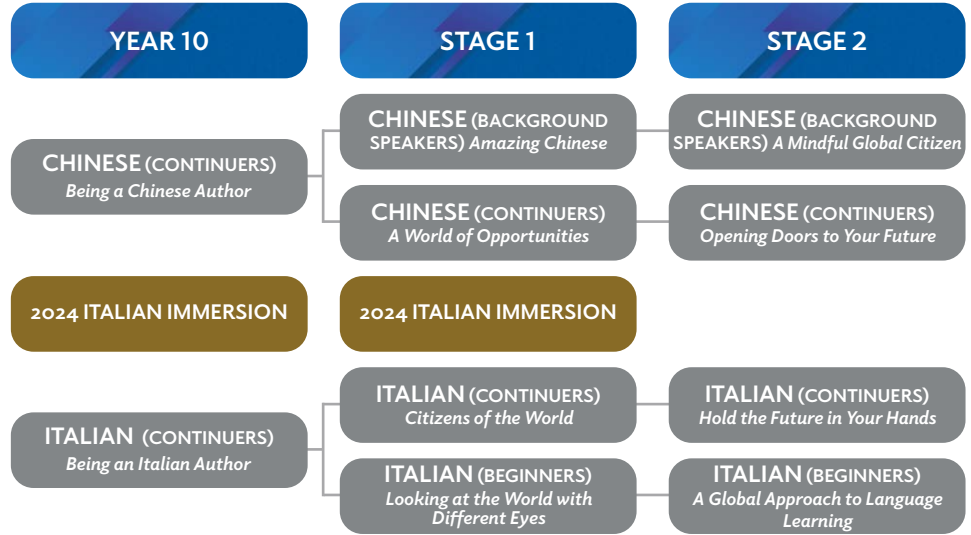 YEAR 10
STAGE 1
STAGE 2
CHINESE (CONTINUERS)
Being a Chinese Author
CHINESE (BACKGROUND
SPEAKERS) Amazing Chinese
CHINESE (BACKGROUND
SPEAKERS) A Mindful Global Citizen
CHINESE (CONTINUERS)
A World of Opportunities
CHINESE (CONTINUERS)
Opening Doors to Your Future
2024 ITALIAN IMMERSION
2024 ITALIAN IMMERSION
ITALIAN (CONTINUERS)
Being an Italian Author
ITALIAN (CONTINUERS)
Citizens of the World
ITALIAN (CONTINUERS)
Hold the Future in Your Hands
ITALIAN (BEGINNERS)
Looking at the World with
Different Eyes
ITALIAN (BEGINNERS)
A Global Approach to Language
Learning